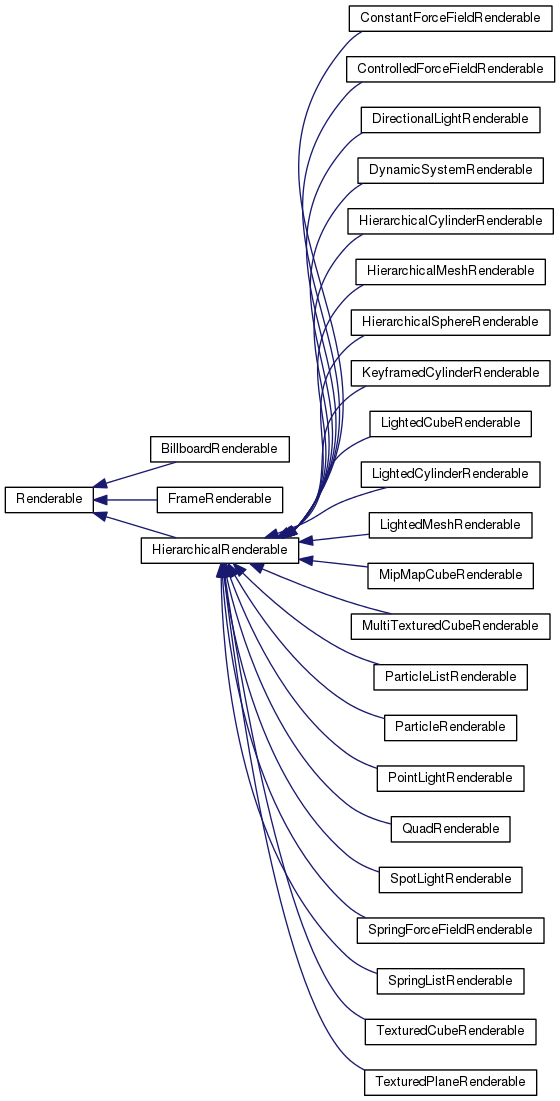 ConstantForceFieldRenderable
ControlledForceFieldRenderable
DirectionalLightRenderable
DynamicSystemRenderable
HierarchicalCylinderRenderable
HierarchicalMeshRenderable
HierarchicalSphereRenderable
KeyframedCylinderRenderable
LightedCubeRenderable
BillboardRenderable
LightedCylinderRenderable
Renderable
FrameRenderable
LightedMeshRenderable
HierarchicalRenderable
MipMapCubeRenderable
MultiTexturedCubeRenderable
ParticleListRenderable
ParticleRenderable
PointLightRenderable
QuadRenderable
SpotLightRenderable
SpringForceFieldRenderable
SpringListRenderable
TexturedCubeRenderable
TexturedPlaneRenderable